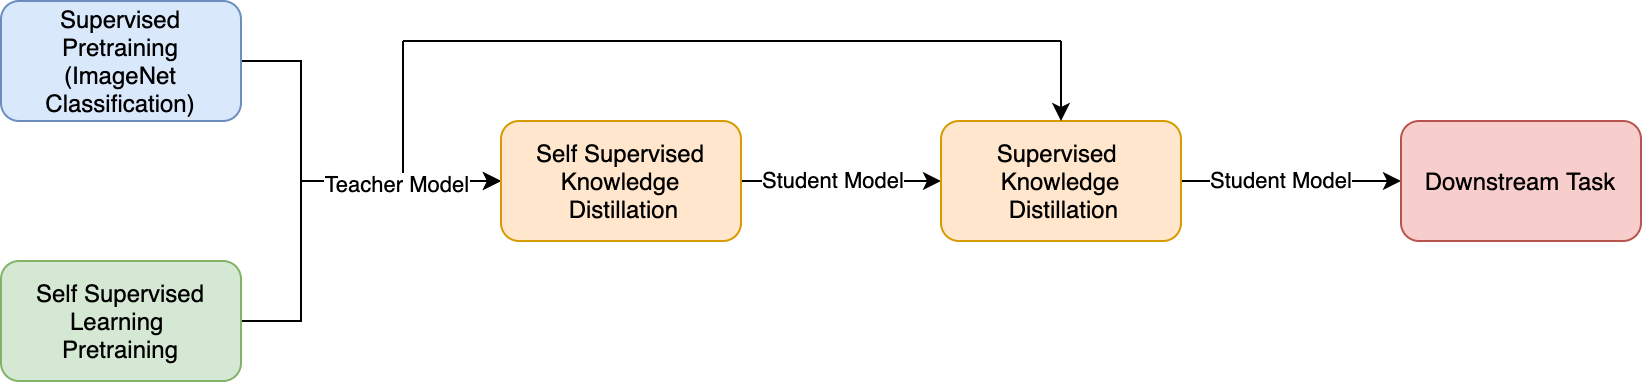 Supervised
Pretraining
(ImageNet
Classification)
Self Supervised
Learning
Pretraining
Teacher Model
Self Supervised
Knowledge
Distillation
Student Model
Supervised
Knowledge
Distillation
Student Model
Downstream Task